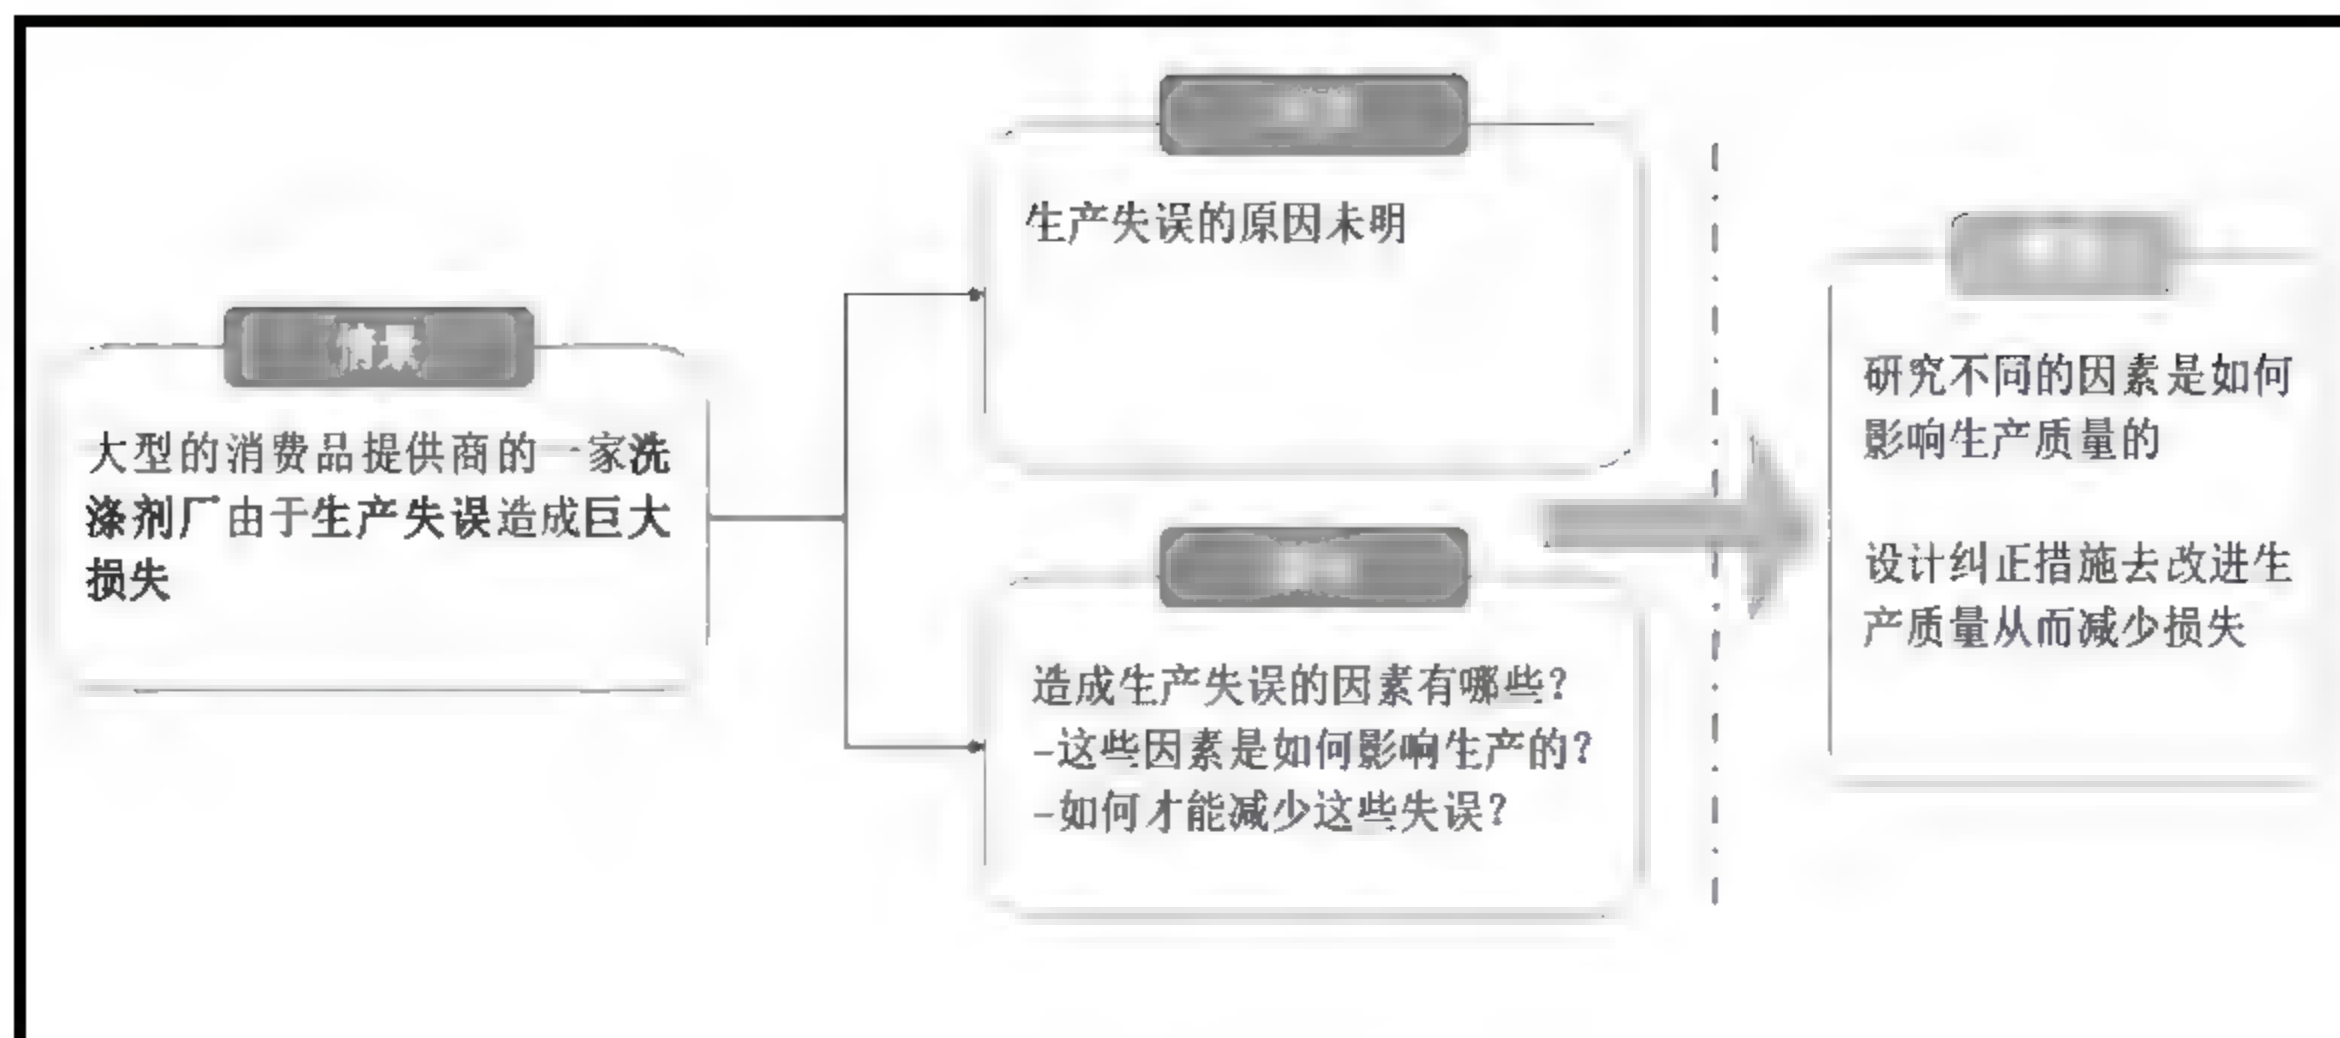 情景
大型的消费品提供商的一家洗
涤剂厂由于生产失误造成巨大
损失
生产失误的原因未明
造成生产失误的因素有哪些?
-这些因素是如何影响生产的?
-如何才能减少这些失误?
研究不同的因素是如何
影响生产质量的
设计纠正措施去改进生
产质量从而减少损失